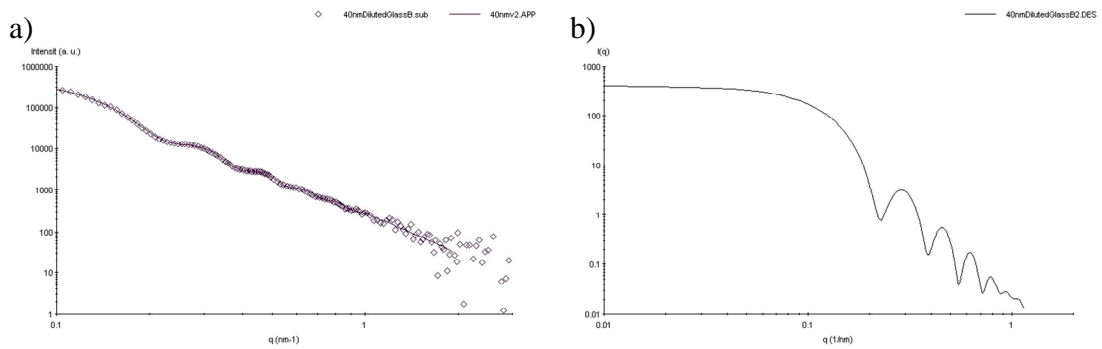 a)
40nmDilutedGlassB.sub
40nmv2.APP
Intensit (a. u.)
1000000
100000
10000
1000
100
10
1
0.1
1
q (nm-1)
b)
40nmDilutedGlassB2.DES
I(q)
1000
100
10
1
0.1
0.01
0.01
0.1
1
q (1/nm)